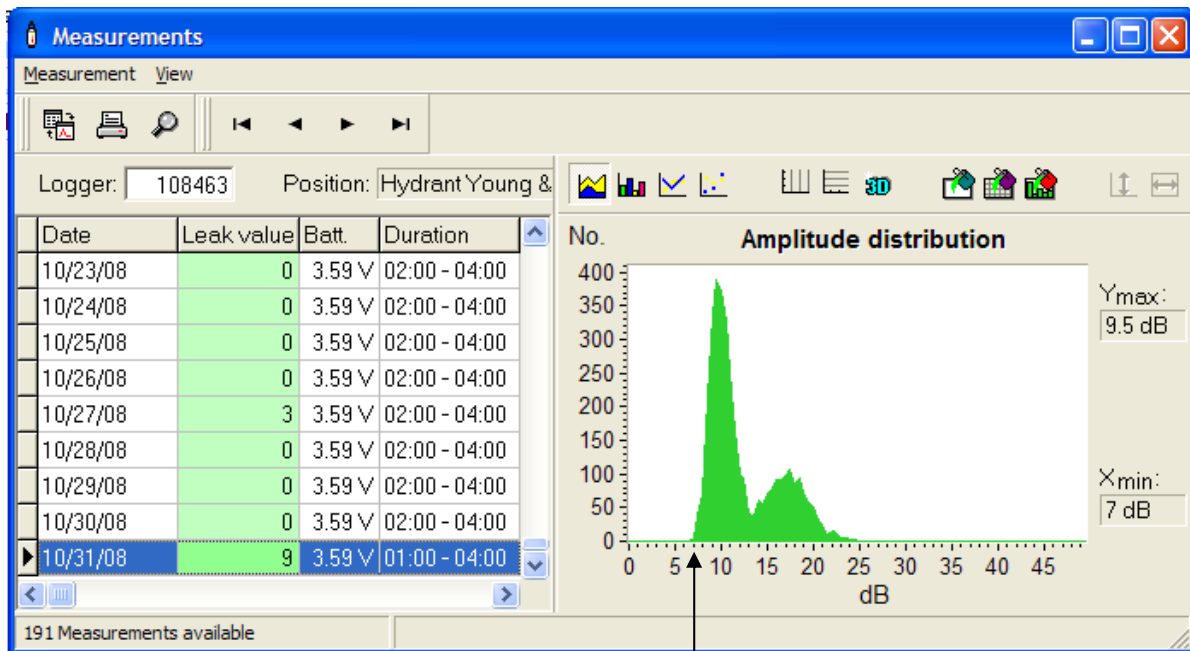 Measurements
Measurement View
Logger: 108463 Position: Hydrant Young &
3D
Date Leak value Batt. Duration
10/23/08 0 3.59 V 02:00 - 04:00
10/24/08 0 3.59 V 02:00 - 04:00
10/25/08 0 3.59 V 02:00 - 04:00
10/26/08 0 3.59 V 02:00 - 04:00
10/27/08 3 3.59 V 02:00 - 04:00
10/28/08 0 3.59 V 02:00 - 04:00
10/29/08 0 3.59 V 02:00 - 04:00
10/30/08 0 3.59 V 02:00 - 04:00
10/31/08 9 3.59 V 01:00 - 04:00
191 Measurements available
No. Amplitude distribution
400
350
300
250
200
150
100
50
0
0 5 10 15 20 25 30 35 40 45
dB
Ymax:
9.5 dB
Xmin:
7 dB